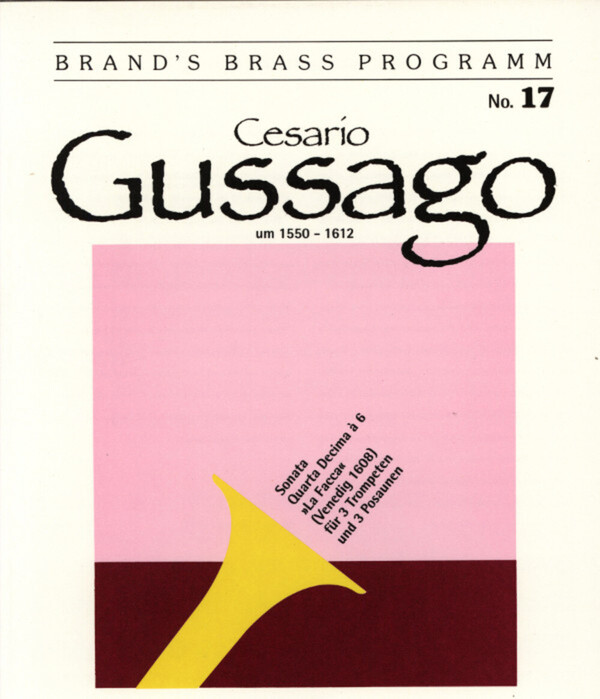 BRAND'S BRASS PROGRAMM
No. 17
Cesario
Gussago
um 1550 - 1612
Sonata
Quarta Decima à 6
»La Facca«
(Venedig 1608)
für 3 Trompeten
und 3 Posaunen